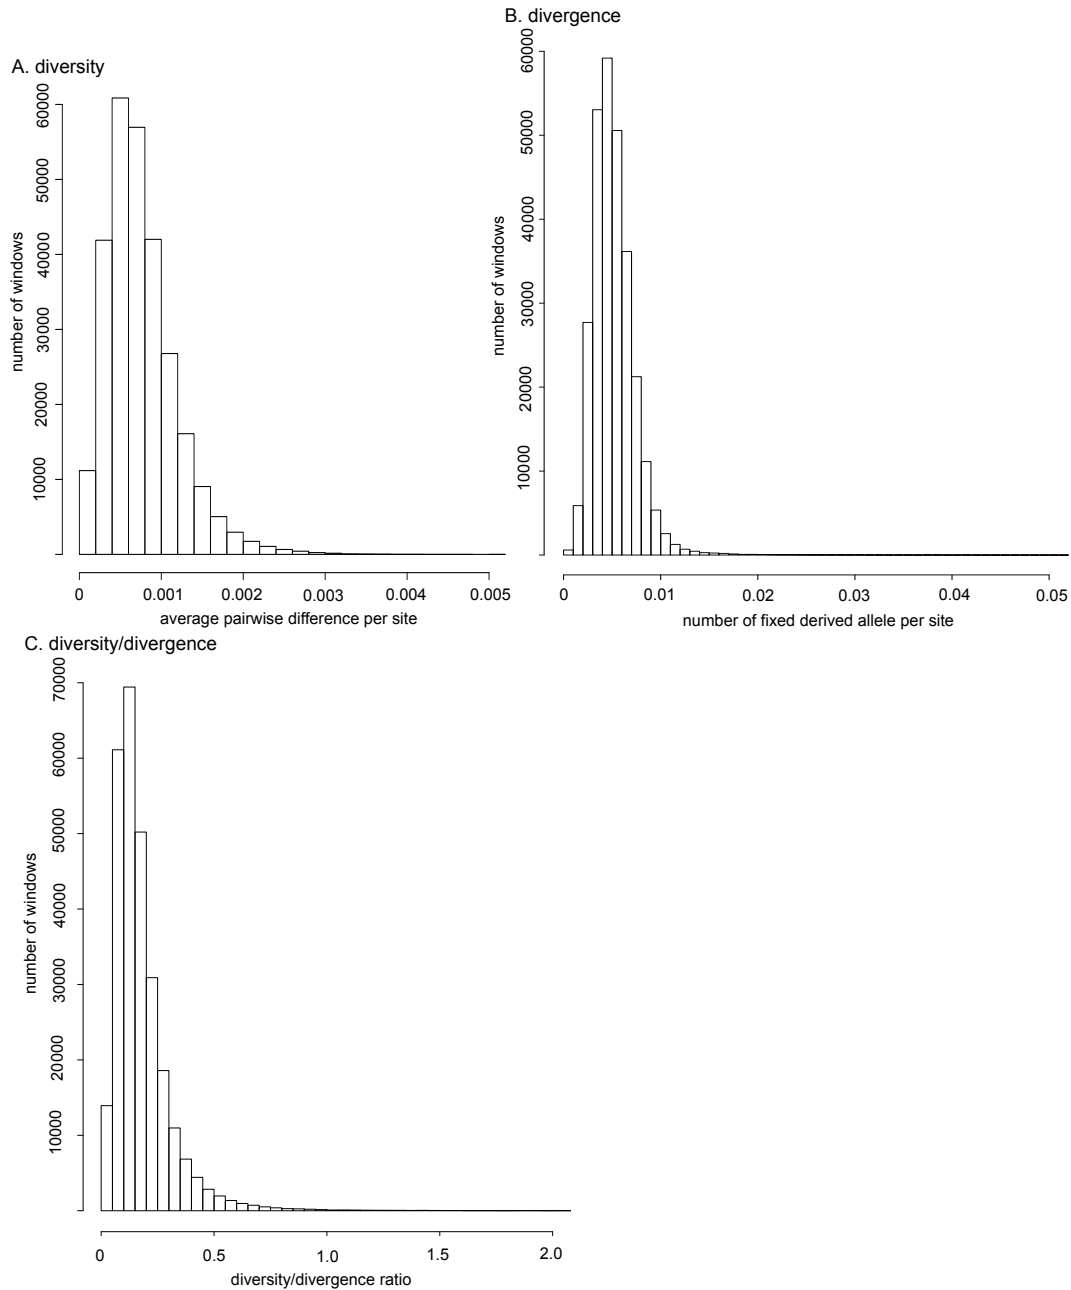 A. diversity
number of windows
60000
50000
40000
30000
20000
10000
0 0.001 0.002 0.003 0.004 0.005
average pairwise difference per site
B. divergence
number of windows
60000
50000
40000
30000
20000
10000
0 0.01 0.02 0.03 0.04 0.05
number of fixed derived allele per site
C. diversity/divergence
number of windows
70000
60000
50000
40000
30000
20000
10000
0 0.5 1.0 1.5 2.0
diversity/divergence ratio